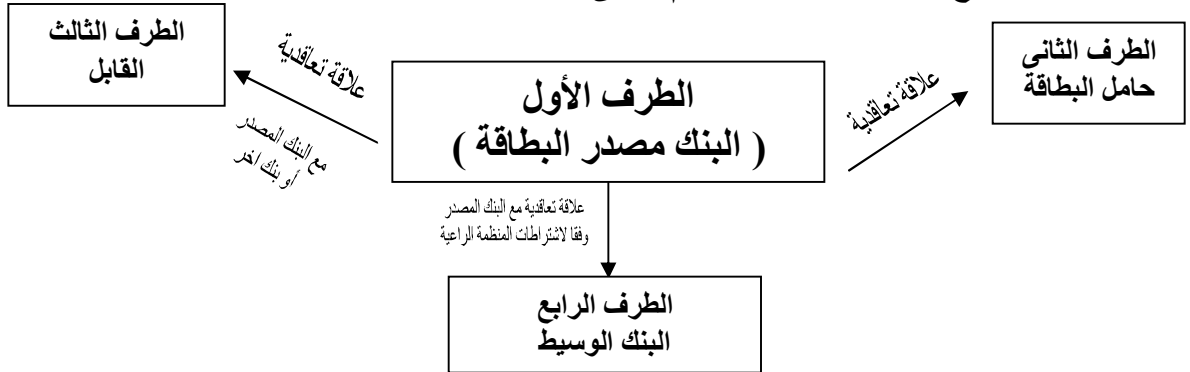 الطرف الثالث
القابل
علاقة تعاقدية
مع البنك المصدر
أو بنك اخر
الطرف الأول
( البنك مصدر البطاقة )
علاقة تعاقدية
الطرف الثانى
حامل البطاقة
علاقة تعاقدية مع البنك المصدر
وفقا لاشتراطات المنظمة الراعية
الطرف الرابع
البنك الوسيط